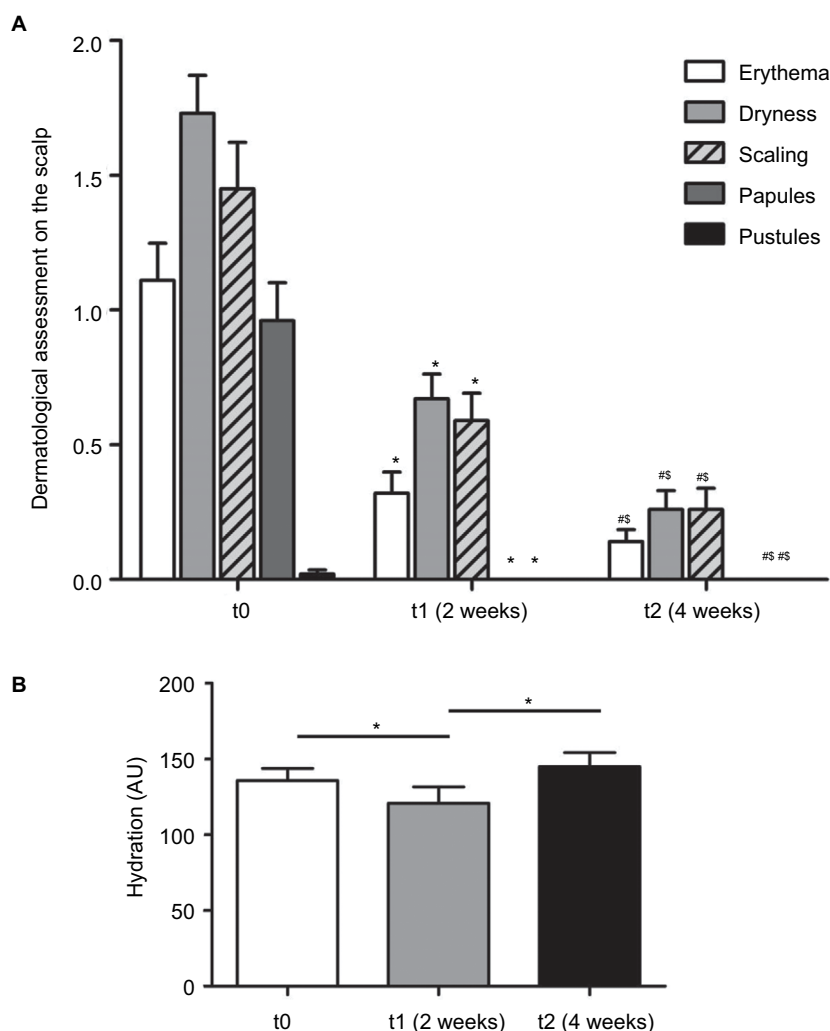 A
Dermatological assessment on the scalp
2.0
1.5
1.0
0.5
0.0
Erythema
Dryness
Scaling
Papules
Pustules
*
*
*
*
*
#$
#$
#$
#$ #$
t0
t1 (2 weeks)
t2 (4 weeks)
B
Hydration (AU)
200
150
100
50
0
*
*
t0
t1 (2 weeks)
t2 (4 weeks)